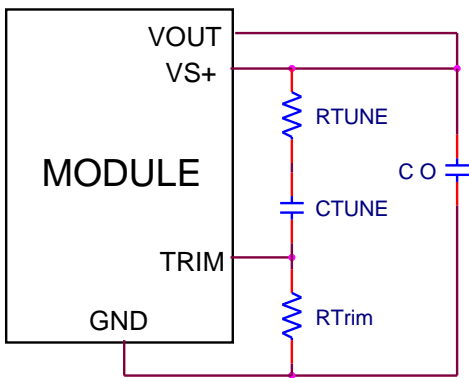 VOUT
VS+
RTUNE
MODULE
C O
CTUNE
TRIM
GND
RTrim